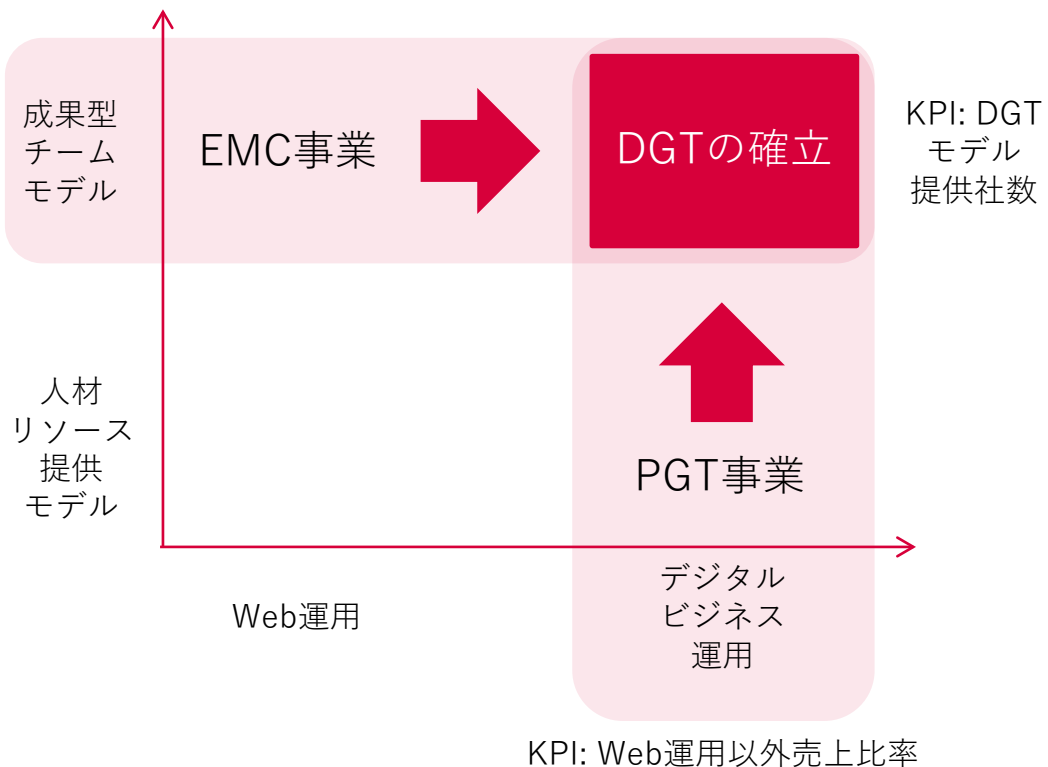 成果型
チーム
モデル
EMC事業
DGTの確立
KPI: DGT
モデル
提供社数
人材
リソース
提供
モデル
PGT事業
Web運用
デジタル
ビジネス
運用
KPI: Web運用以外売上比率